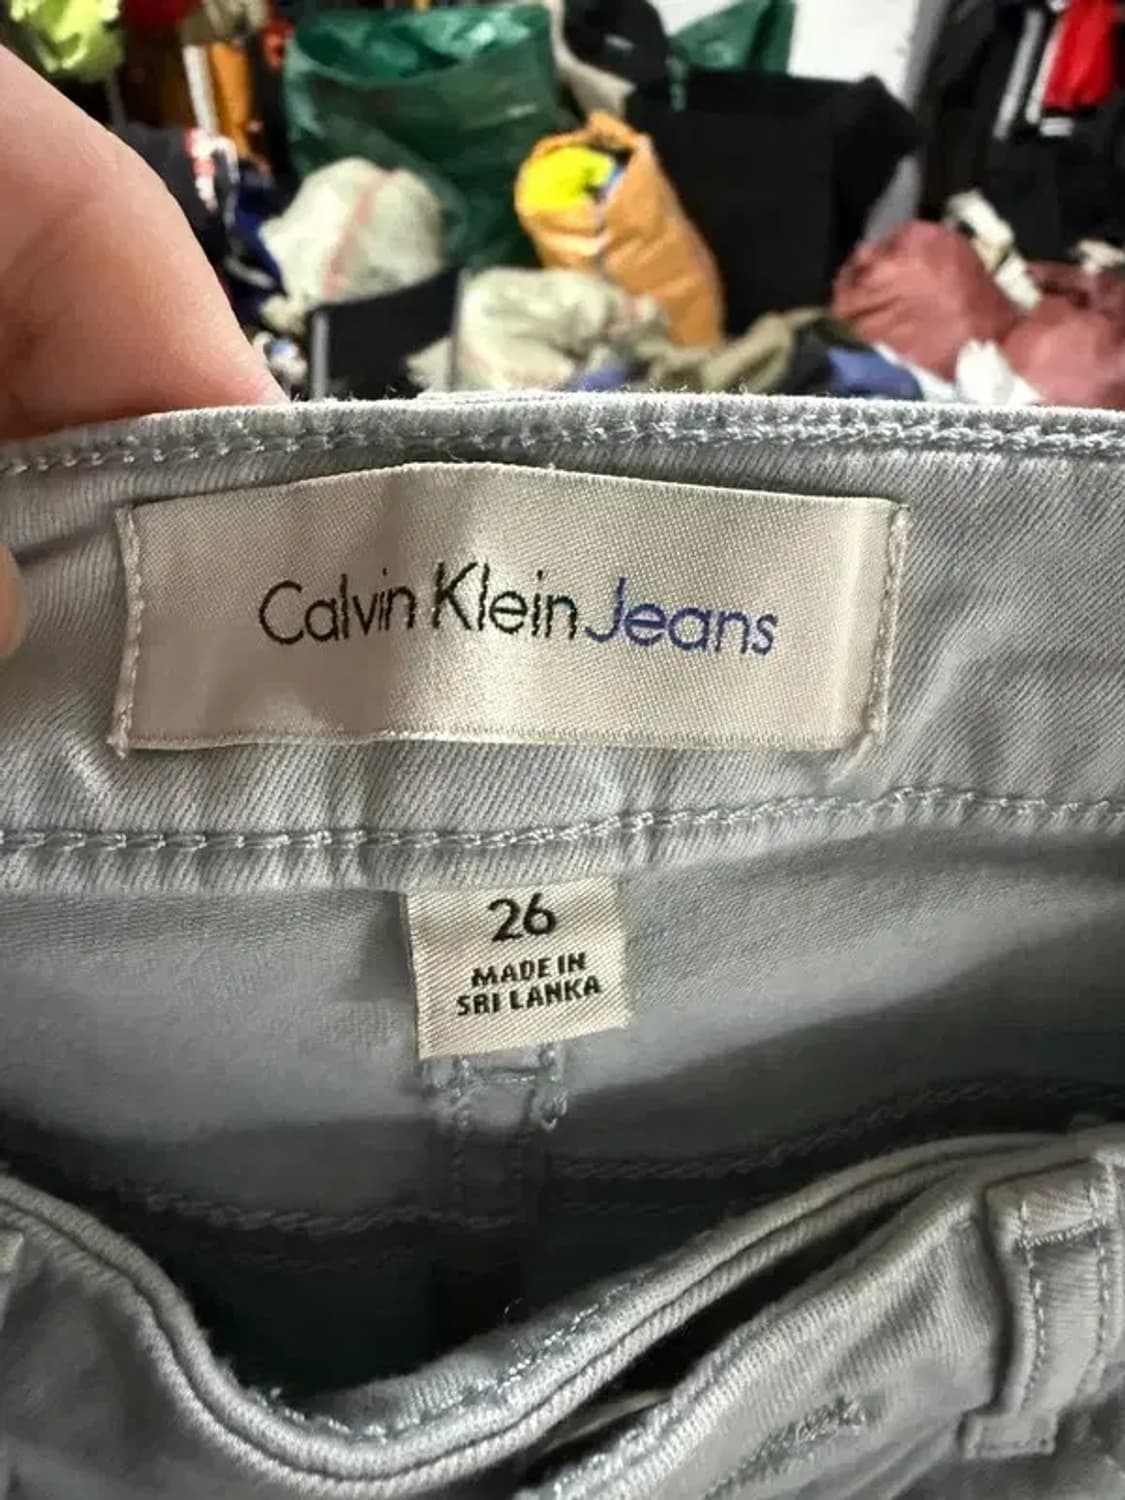 Calvin Klein Jeans
26
MADE IN
SRI LANKA